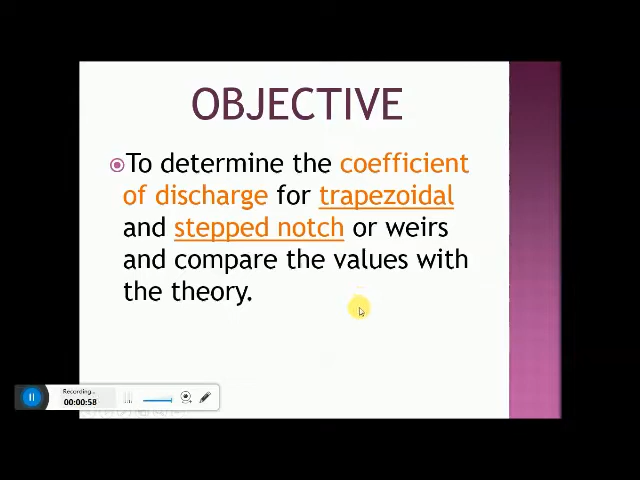 OBJECTIVE
To determine the coefficient
of discharge for trapezoidal
and stepped notch or weirs
and compare the values with
the theory.
Recording...
00:00:58